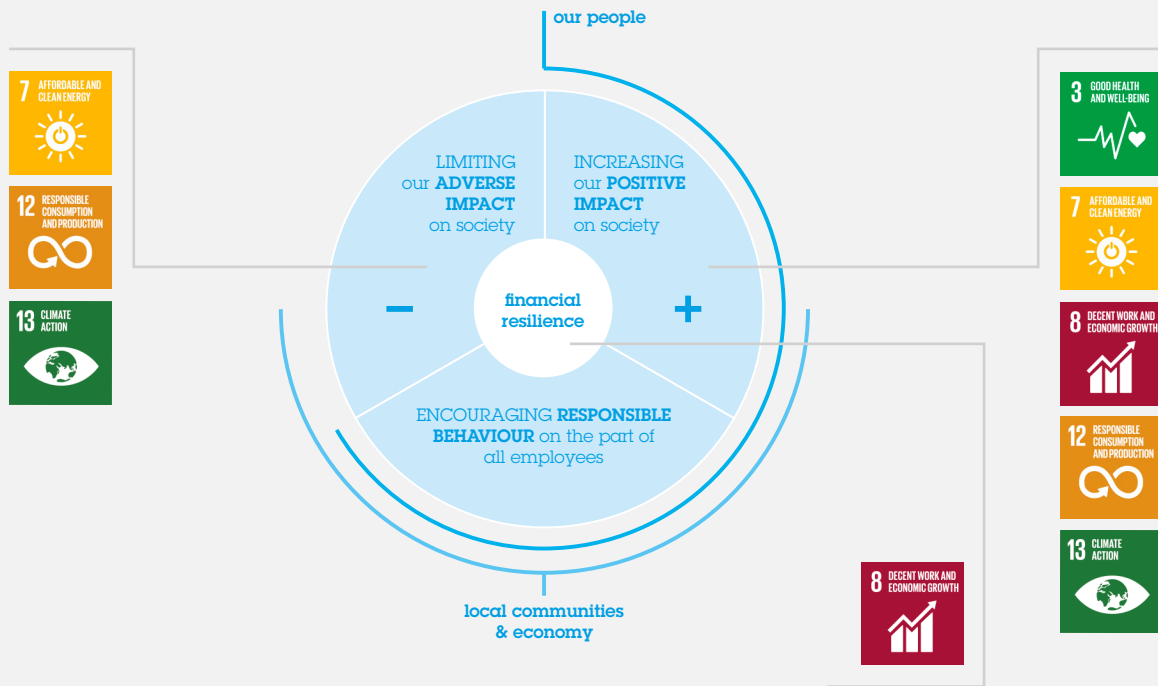 our people
7 AFFORDABLE AND
CLEAN ENERGY
12 RESPONSIBLE
CONSUMPTION
AND PRODUCTION
13 CLIMATE
ACTION
LIMITING
our ADVERSE
IMPACT
on society
INCREASING
our POSITIVE
IMPACT
on society
−
financial
resilience
+
ENCOURAGING RESPONSIBLE
BEHAVIOUR on the part of
all employees
local communities
& economy
3 GOOD HEALTH
AND WELL-BEING
7 AFFORDABLE AND
CLEAN ENERGY
8 DECENT WORK AND
ECONOMIC GROWTH
12 RESPONSIBLE
CONSUMPTION
AND PRODUCTION
13 CLIMATE
ACTION
8 DECENT WORK AND
ECONOMIC GROWTH